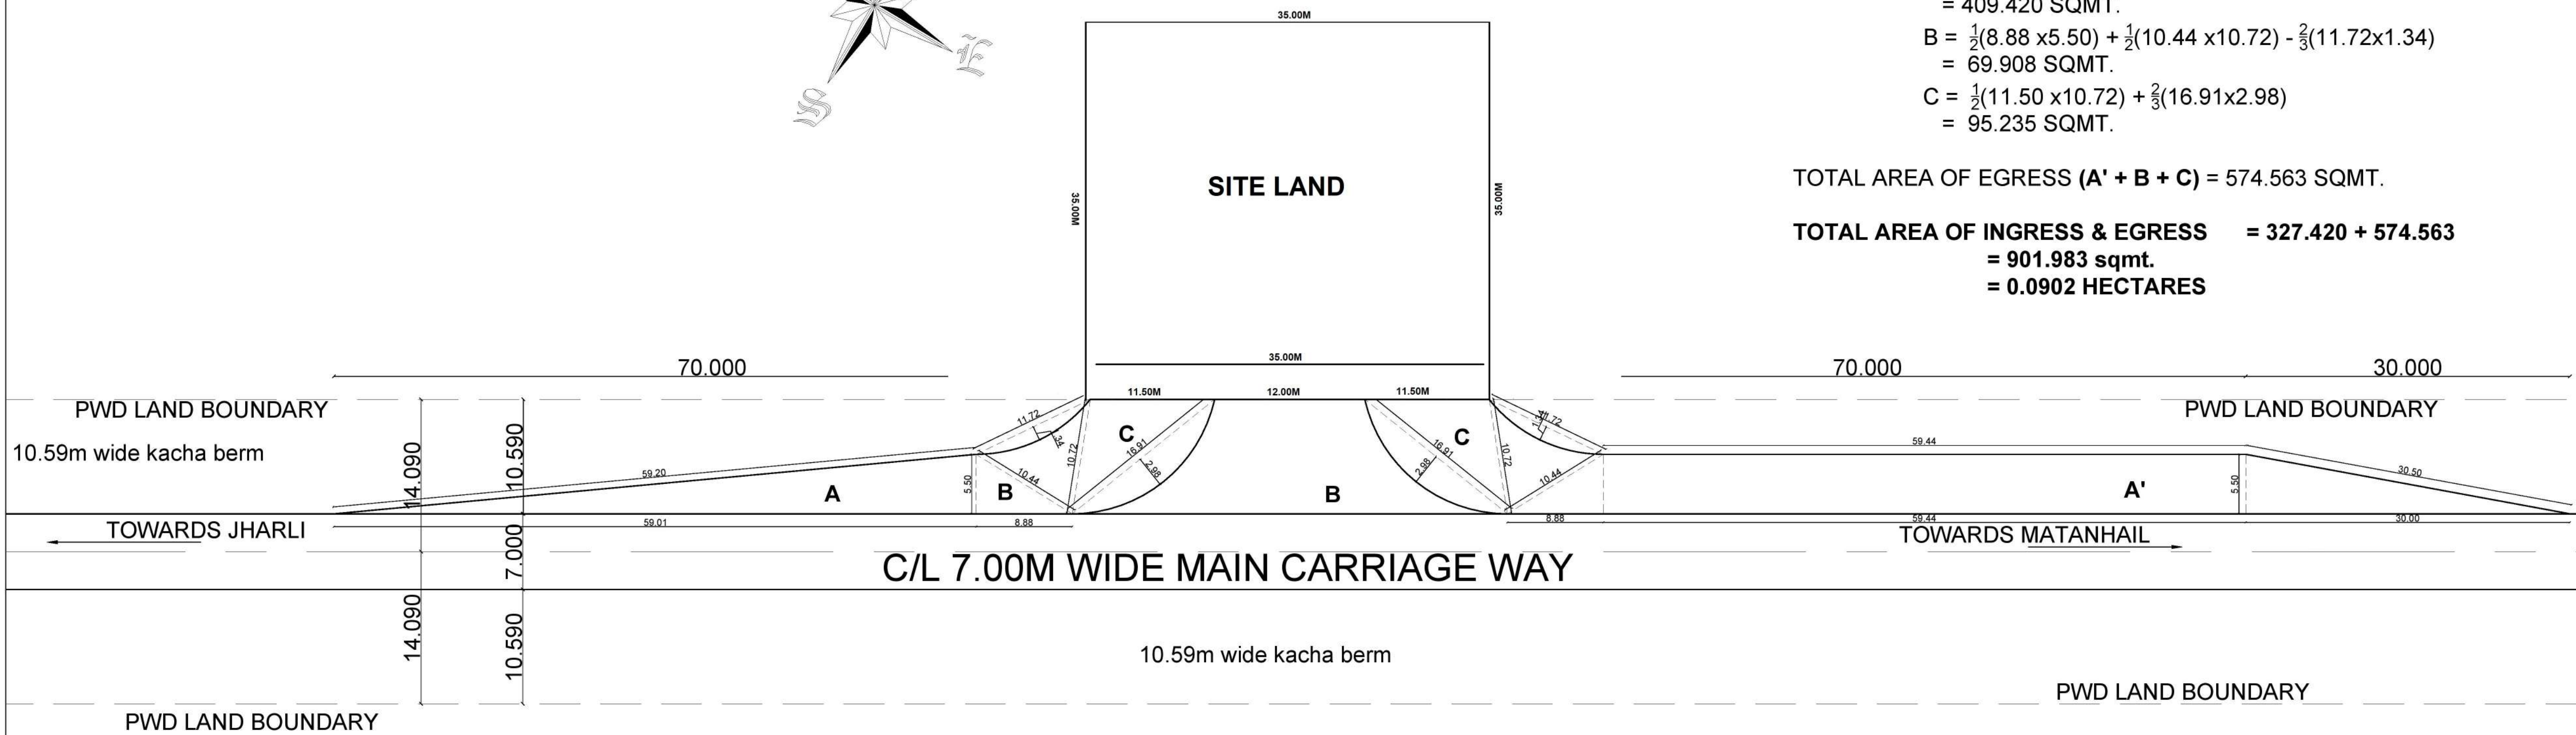 = 409.420 SQMT.
B = ½(8.88 x5.50) + ½(10.44 x10.72) - ⅔(11.72x1.34)
= 69.908 SQMT.
C = ½(11.50 x10.72) + ⅔(16.91x2.98)
= 95.235 SQMT.
TOTAL AREA OF EGRESS (A' + B + C) = 574.563 SQMT.
TOTAL AREA OF INGRESS & EGRESS = 327.420 + 574.563
= 901.983 sqmt.
= 0.0902 HECTARES
S
E
35.00M
35.00M
SITE LAND
35.00M
35.00M
11.50M 12.00M 11.50M
70.000
70.000 30.000
PWD LAND BOUNDARY
PWD LAND BOUNDARY
10.59m wide kacha berm
14.090
10.590
59.20
11.72
34
10.72
10.44
5.50
16.91
2.98
A
B
C
B
C
16.91
2.98
10.72
10.44
11.72
59.44
5.50
A'
30.50
59.01 8.88
8.88 59.44 30.00
TOWARDS JHARLI
TOWARDS MATANHAIL
7.000
C/L 7.00M WIDE MAIN CARRIAGE WAY
14.090
10.590
10.59m wide kacha berm
PWD LAND BOUNDARY
PWD LAND BOUNDARY